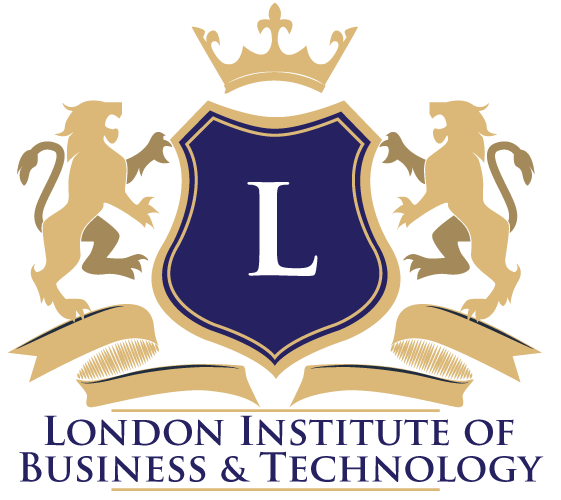 L
LONDON INSTITUTE OF
BUSINESS & TECHNOLOGY